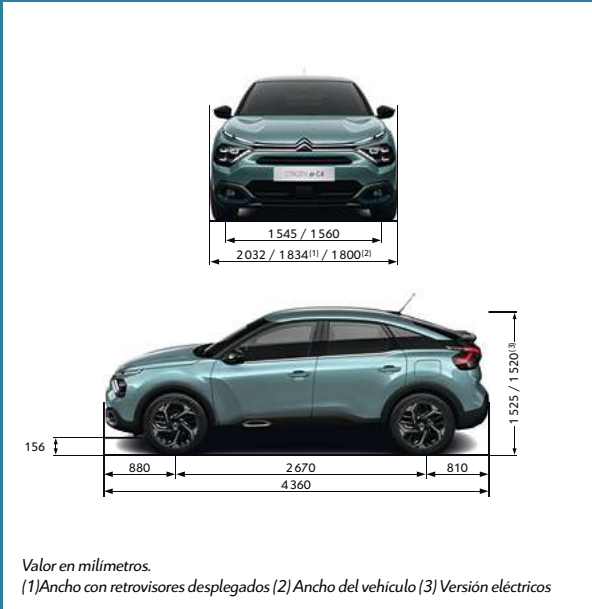 CITROËN ë-C4
1 545 / 1 560
2 032 / 1 834(1) / 1 800(2)
1 525 / 1 520(3)
156
880 2 670 810
4 360
Valor en milímetros.
(1)Ancho con retrovisores desplegados (2) Ancho del vehículo (3) Versión eléctricos